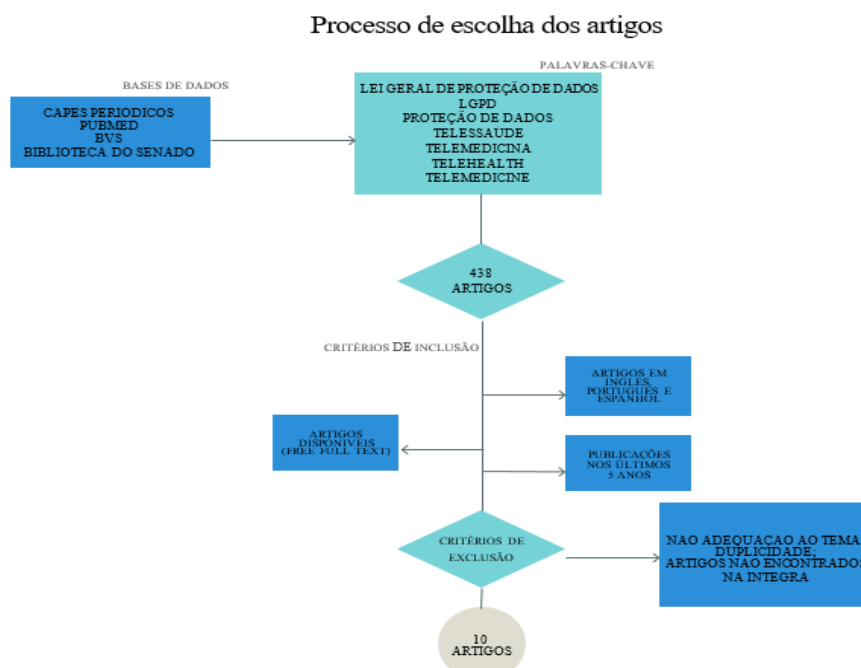 Processo de escolha dos artigos
BASES DE DADOS
CAPES PERIODICOS
PUBMED
BVS
BIBLIOTECA DO SENADO
PALAVRAS-CHAVE
LEI GERAL DE PROTEÇÃO DE DADOS
LGPD
PROTEÇÃO DE DADOS
TELESSAUDE
TELEMEDICINA
TELEHEALTH
TELEMEDICINE
438
ARTIGOS
CRITÉRIOS DE INCLUSÃO
ARTIGOS EM
INGLES,
PORTUGUES E
ESPANHOL
ARTIGOS
DISPONÍVEIS
(FREE FULL TEXT)
PUBLICAÇÕES
NOS ÚLTIMOS
5 ANOS
CRITÉRIOS DE
EXCLUSÃO
NAO ADEQUAÇAO AO TEMA
DUPLICIDADE;
ARTIGOS NAO ENCONTRADOS
NA INTEGRA
10
ARTIGOS